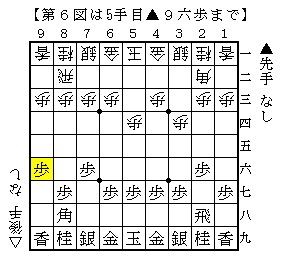 【第６図は5手目▲９六歩まで】
９ ８ ７ ６ ５ ４ ３ ２ １
香 桂 銀 金 玉 金 銀 桂 香 一
飛 角 二
歩 歩 歩 歩 歩 歩 歩 三
歩 歩 四
五
歩 歩 歩 六
歩 歩 歩 歩 歩 歩 七
角 飛 八
香 桂 銀 金 玉 金 銀 桂 香 九
▲先手 なし
△後手 なし